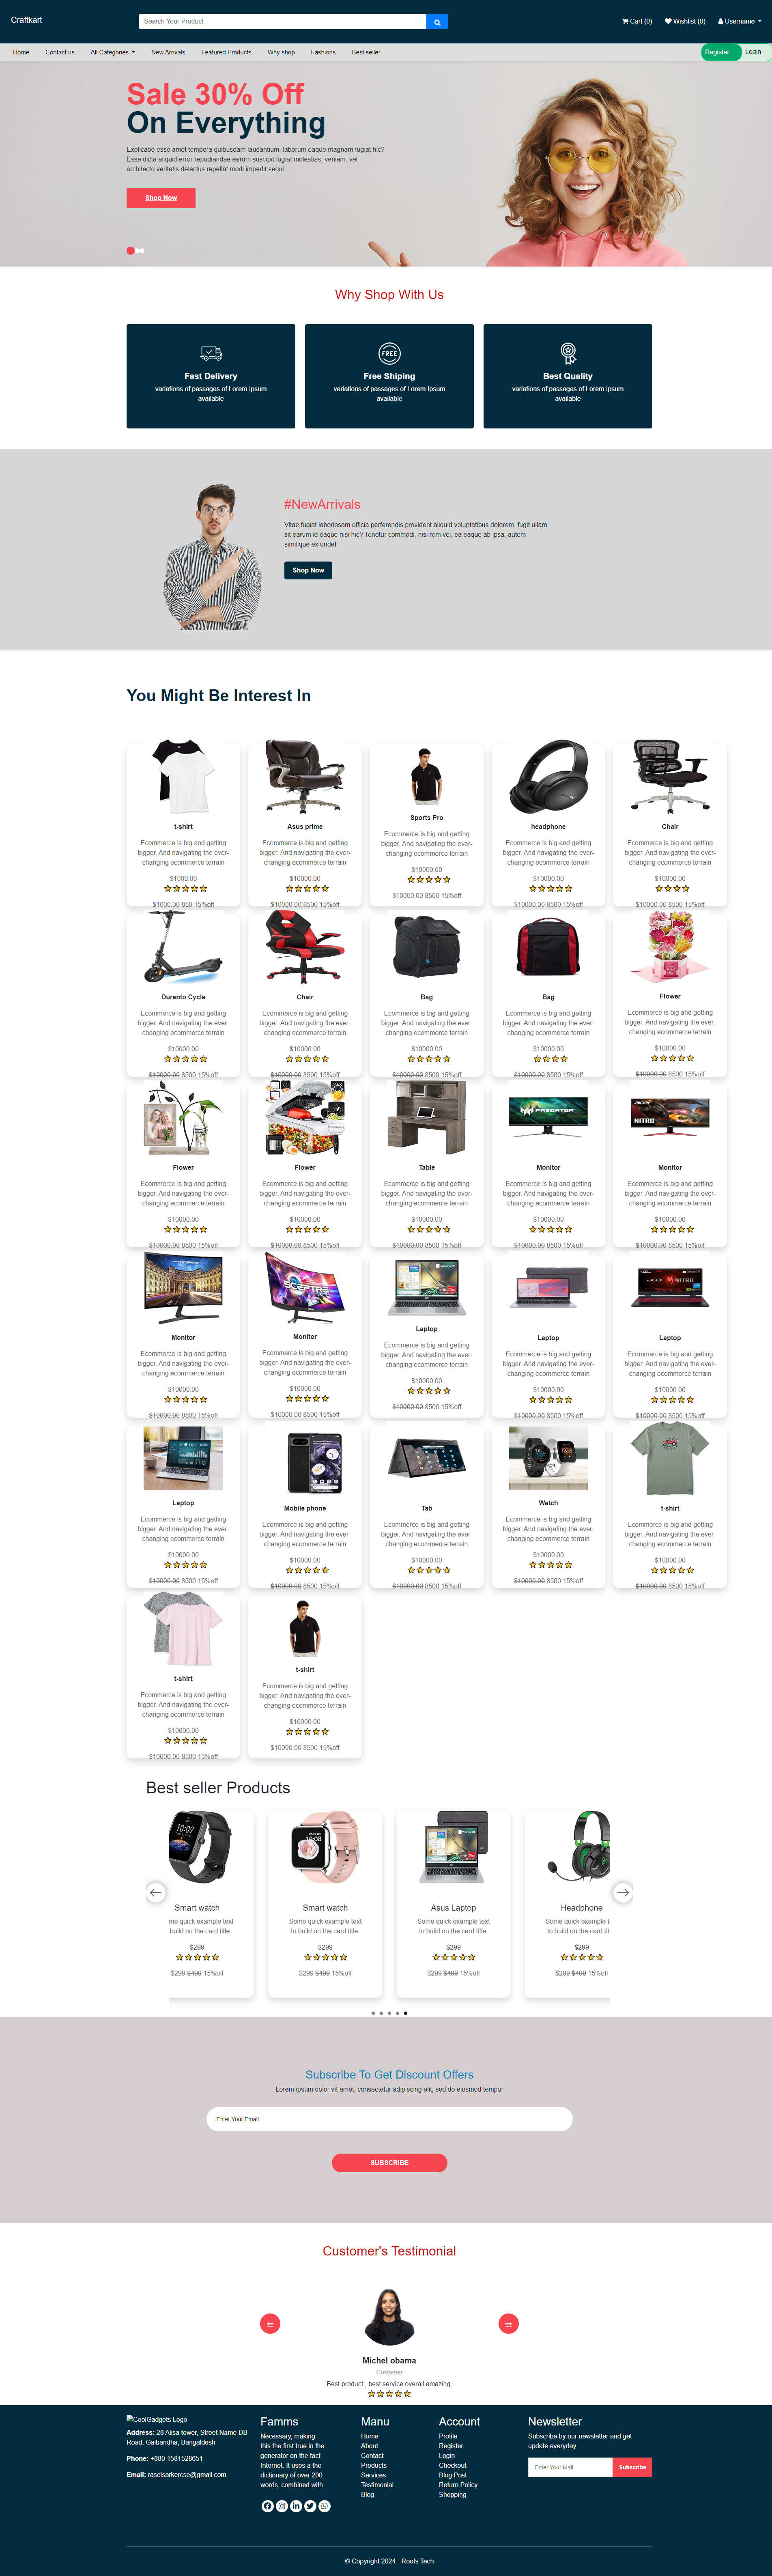 Craftkart
Search Your Product
Cart (0) Wishlist (0) Username
Home Contact us All Categories New Arrivals Featured Products Why shop Fashions Best seller Register Login
Sale 30% Off
On Everything
Explicabo esse amet tempora quibusdam laudantium, laborum eaque magnam fugiat hic?
Esse dicta aliquid error repudiandae earum suscipit fugiat molestias, veniam, vel
architecto veritatis delectus repellat modi impedit sequi.
Shop Now
Why Shop With Us
FREE
Fast Delivery Free Shiping Best Quality
variations of passages of Lorem Ipsum variations of passages of Lorem Ipsum variations of passages of Lorem Ipsum
available available available
#NewArrivals
Vitae fugiat laboriosam officia perferendis provident aliquid voluptatibus dolorem, fugit ullam
sit earum id eaque nisi hic? Tenetur commodi, nisi rem vel, ea eaque ab ipsa, autem
similique ex unde!
Shop Now
You Might Be Interest In
t-shirt Asus prime Sports Pro headphone Chair
Ecommerce is big and getting Ecommerce is big and getting Ecommerce is big and getting Ecommerce is big and getting Ecommerce is big and getting
bigger. And navigating the ever- bigger. And navigating the ever- bigger. And navigating the ever- bigger. And navigating the ever- bigger. And navigating the ever-
changing ecommerce terrain changing ecommerce terrain changing ecommerce terrain changing ecommerce terrain changing ecommerce terrain
$1000.00 $10000.00 $10000.00 $10000.00 $10000.00
$1000.00 850 15%off $10000.00 8500 15%off $10000.00 8500 15%off $10000.00 8500 15%off $10000.00 8500 15%off
Duranto Cycle Chair Bag Bag Flower
Ecommerce is big and getting Ecommerce is big and getting Ecommerce is big and getting Ecommerce is big and getting Ecommerce is big and getting
bigger. And navigating the ever- bigger. And navigating the ever- bigger. And navigating the ever- bigger. And navigating the ever- bigger. And navigating the ever-
changing ecommerce terrain changing ecommerce terrain changing ecommerce terrain changing ecommerce terrain changing ecommerce terrain
$10000.00 $10000.00 $10000.00 $10000.00 $10000.00
$10000.00 8500 15%off $10000.00 8500 15%off $10000.00 8500 15%off $10000.00 8500 15%off $10000.00 8500 15%off
PREDATOR acer NITRO
Flower Flower Table Monitor Monitor
Ecommerce is big and getting Ecommerce is big and getting Ecommerce is big and getting Ecommerce is big and getting Ecommerce is big and getting
bigger. And navigating the ever- bigger. And navigating the ever- bigger. And navigating the ever- bigger. And navigating the ever- bigger. And navigating the ever-
changing ecommerce terrain changing ecommerce terrain changing ecommerce terrain changing ecommerce terrain changing ecommerce terrain
$10000.00 $10000.00 $10000.00 $10000.00 $10000.00
$10000.00 8500 15%off $10000.00 8500 15%off $10000.00 8500 15%off $10000.00 8500 15%off $10000.00 8500 15%off
SCEPTRE acer NITRO
Monitor Monitor Laptop Laptop Laptop
Ecommerce is big and getting Ecommerce is big and getting Ecommerce is big and getting Ecommerce is big and getting Ecommerce is big and getting
bigger. And navigating the ever- bigger. And navigating the ever- bigger. And navigating the ever- bigger. And navigating the ever- bigger. And navigating the ever-
changing ecommerce terrain changing ecommerce terrain changing ecommerce terrain changing ecommerce terrain changing ecommerce terrain
$10000.00 $10000.00 $10000.00 $10000.00 $10000.00
$10000.00 8500 15%off $10000.00 8500 15%off $10000.00 8500 15%off $10000.00 8500 15%off $10000.00 8500 15%off
Laptop Mobile phone Tab Watch t-shirt
Ecommerce is big and getting Ecommerce is big and getting Ecommerce is big and getting Ecommerce is big and getting Ecommerce is big and getting
bigger. And navigating the ever- bigger. And navigating the ever- bigger. And navigating the ever- bigger. And navigating the ever- bigger. And navigating the ever-
changing ecommerce terrain changing ecommerce terrain changing ecommerce terrain changing ecommerce terrain changing ecommerce terrain
$10000.00 $10000.00 $10000.00 $10000.00 $10000.00
$10000.00 8500 15%off $10000.00 8500 15%off $10000.00 8500 15%off $10000.00 8500 15%off $10000.00 8500 15%off
t-shirt t-shirt
Ecommerce is big and getting Ecommerce is big and getting
bigger. And navigating the ever- bigger. And navigating the ever-
changing ecommerce terrain changing ecommerce terrain
$10000.00 $10000.00
$10000.00 8500 15%off $10000.00 8500 15%off
Best seller Products
10:09 10:08
Smart watch Smart watch Asus Laptop Headphone
me quick example text Some quick example text Some quick example text Some quick example t
build on the card title. to build on the card title. to build on the card title. to build on the card tit
$299 $299 $299 $299
$299 $499 15%off $299 $499 15%off $299 $499 15%off $299 $499 15%off
Subscribe To Get Discount Offers
Lorem ipsum dolor sit amet, consectetur adipiscing elit, sed do eiusmod tempor
Enter Your Email
SUBSCRIBE
Customer's Testimonial
Michel obama
Customer
Best product , best service overall amazing.
CoolGadgets Logo
Address: 28 Alisa tower, Street Name DB
Road, Gaibandha, Bangaldesh
Phone: +880 1581528651
Email: raselsarkercse@gmail.com
Famms
Necessary, making
this the first true in the
generator on the fact
Internet. It uses a the
dictionary of over 200
words, combined with
Manu
Home
About
Contact
Products
Services
Testimonial
Blog
Account
Profile
Register
Login
Checkout
Blog Post
Return Policy
Shopping
Newsletter
Subscribe by our newsletter and get
update everyday.
Enter Your Mail Subscribe
© Copyright 2024 - Roots Tech